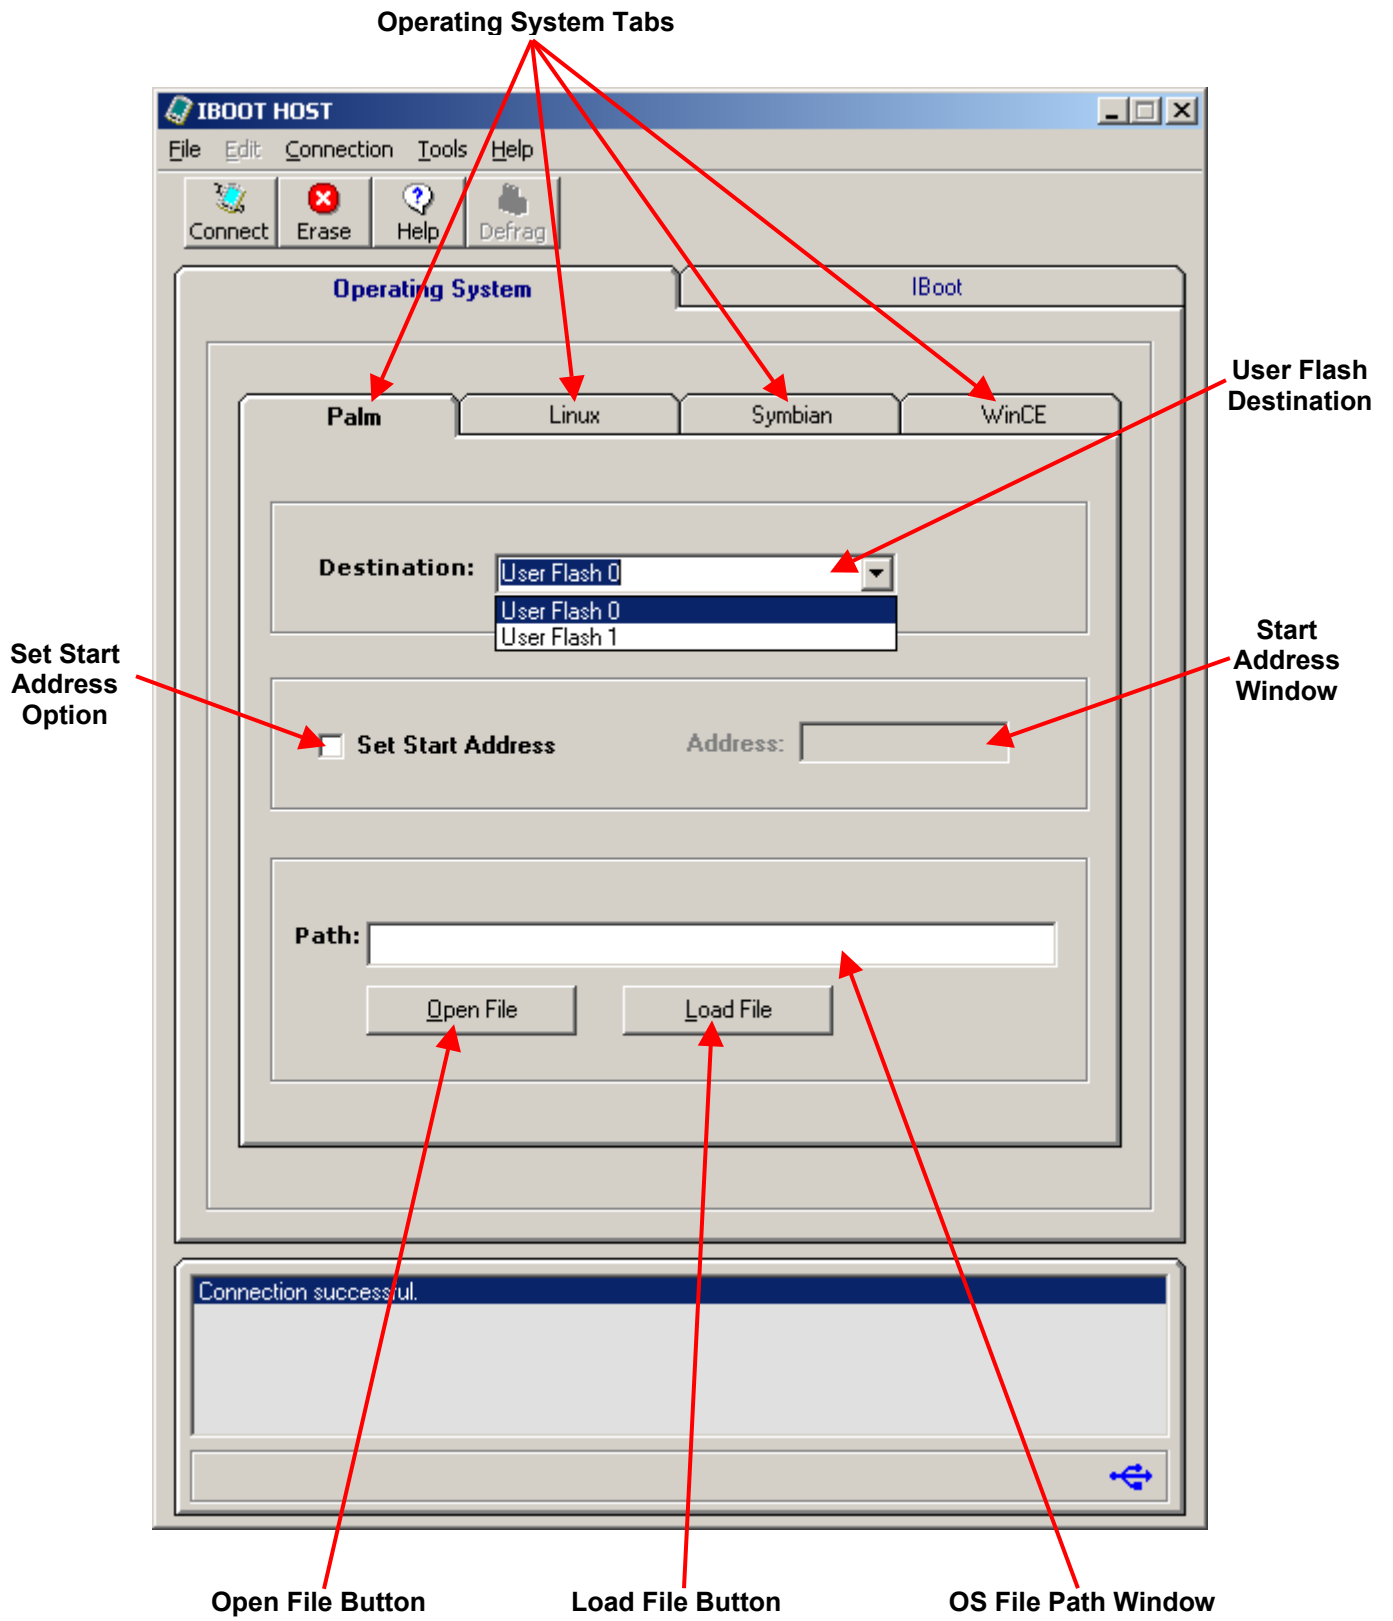 Operating System Tabs
IBOOT HOST
File Edit Connection Tools Help
Connect Erase Help Defrag
Operating System IBoot
User Flash
Destination
Palm Linux Symbian WinCE
Destination: User Flash 0
User Flash 0
User Flash 1
Set Start
Address
Option
Start
Address
Window
Set Start Address Address:
Path:
Open File Load File
Connection successful.
Open File Button Load File Button OS File Path Window